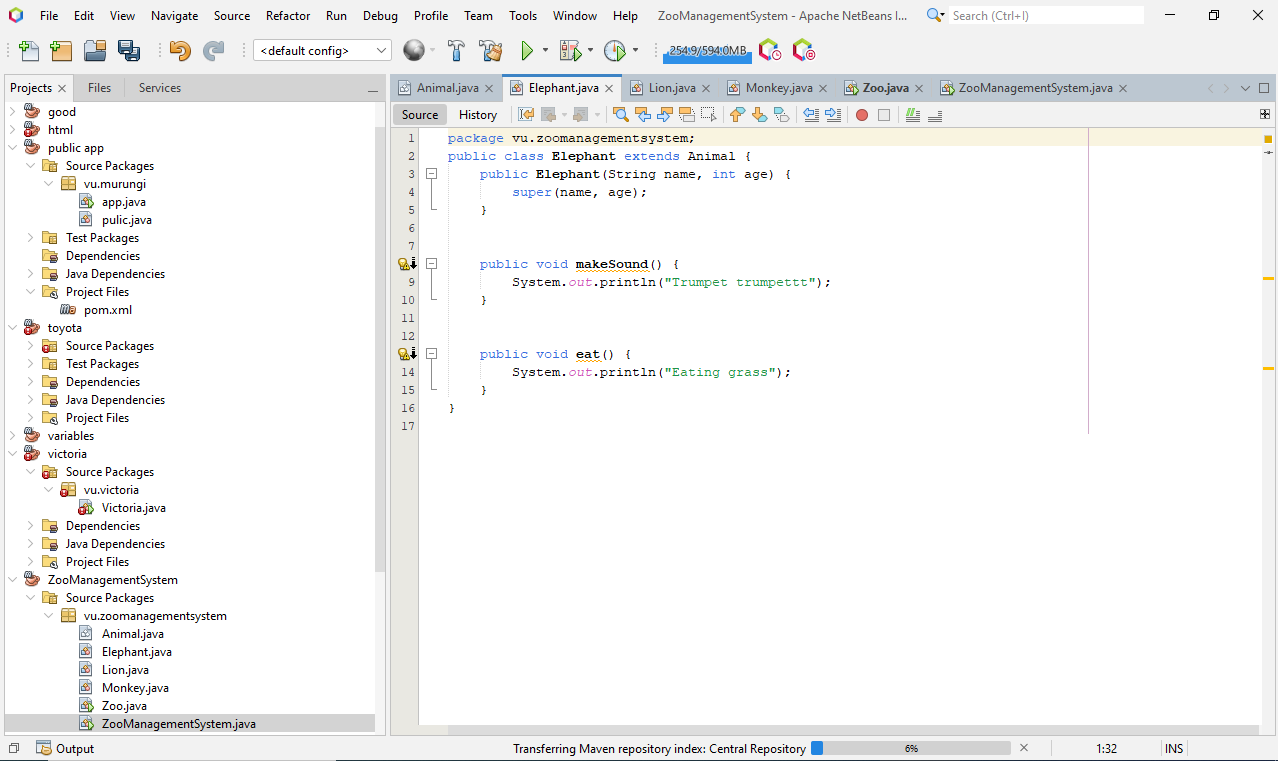 File Edit View Navigate Source Refactor Run Debug Profile Team Tools Window Help ZooManagementSystem - Apache NetBeans I... Search (Ctrl+I)
<default config> 254.9/594.0MB
Projects Files Services
Animal.java Elephant.java Lion.java Monkey.java Zoo.java ZooManagementSystem.java
Source History
good
html
public app
Source Packages
vu.murungi
app.java
pulic.java
Test Packages
Dependencies
Java Dependencies
Project Files
pom.xml
toyota
Source Packages
Test Packages
Dependencies
Java Dependencies
Project Files
variables
victoria
Source Packages
vu.victoria
Victoria.java
Dependencies
Java Dependencies
Project Files
ZooManagementSystem
Source Packages
vu.zoomanagementsystem
Animal.java
Elephant.java
Lion.java
Monkey.java
Zoo.java
ZooManagementSystem.java
1 package vu.zoomanagementsystem;
2 public class Elephant extends Animal {
3 public Elephant(String name, int age) {
4 super(name, age);
5 }
6
7
public void makeSound() {
9 System.out.println("Trumpet trumpettt");
10 }
11
12
public void eat() {
14 System.out.println("Eating grass");
15 }
16 }
17
Output Transferring Maven repository index: Central Repository 6% 1:32 INS